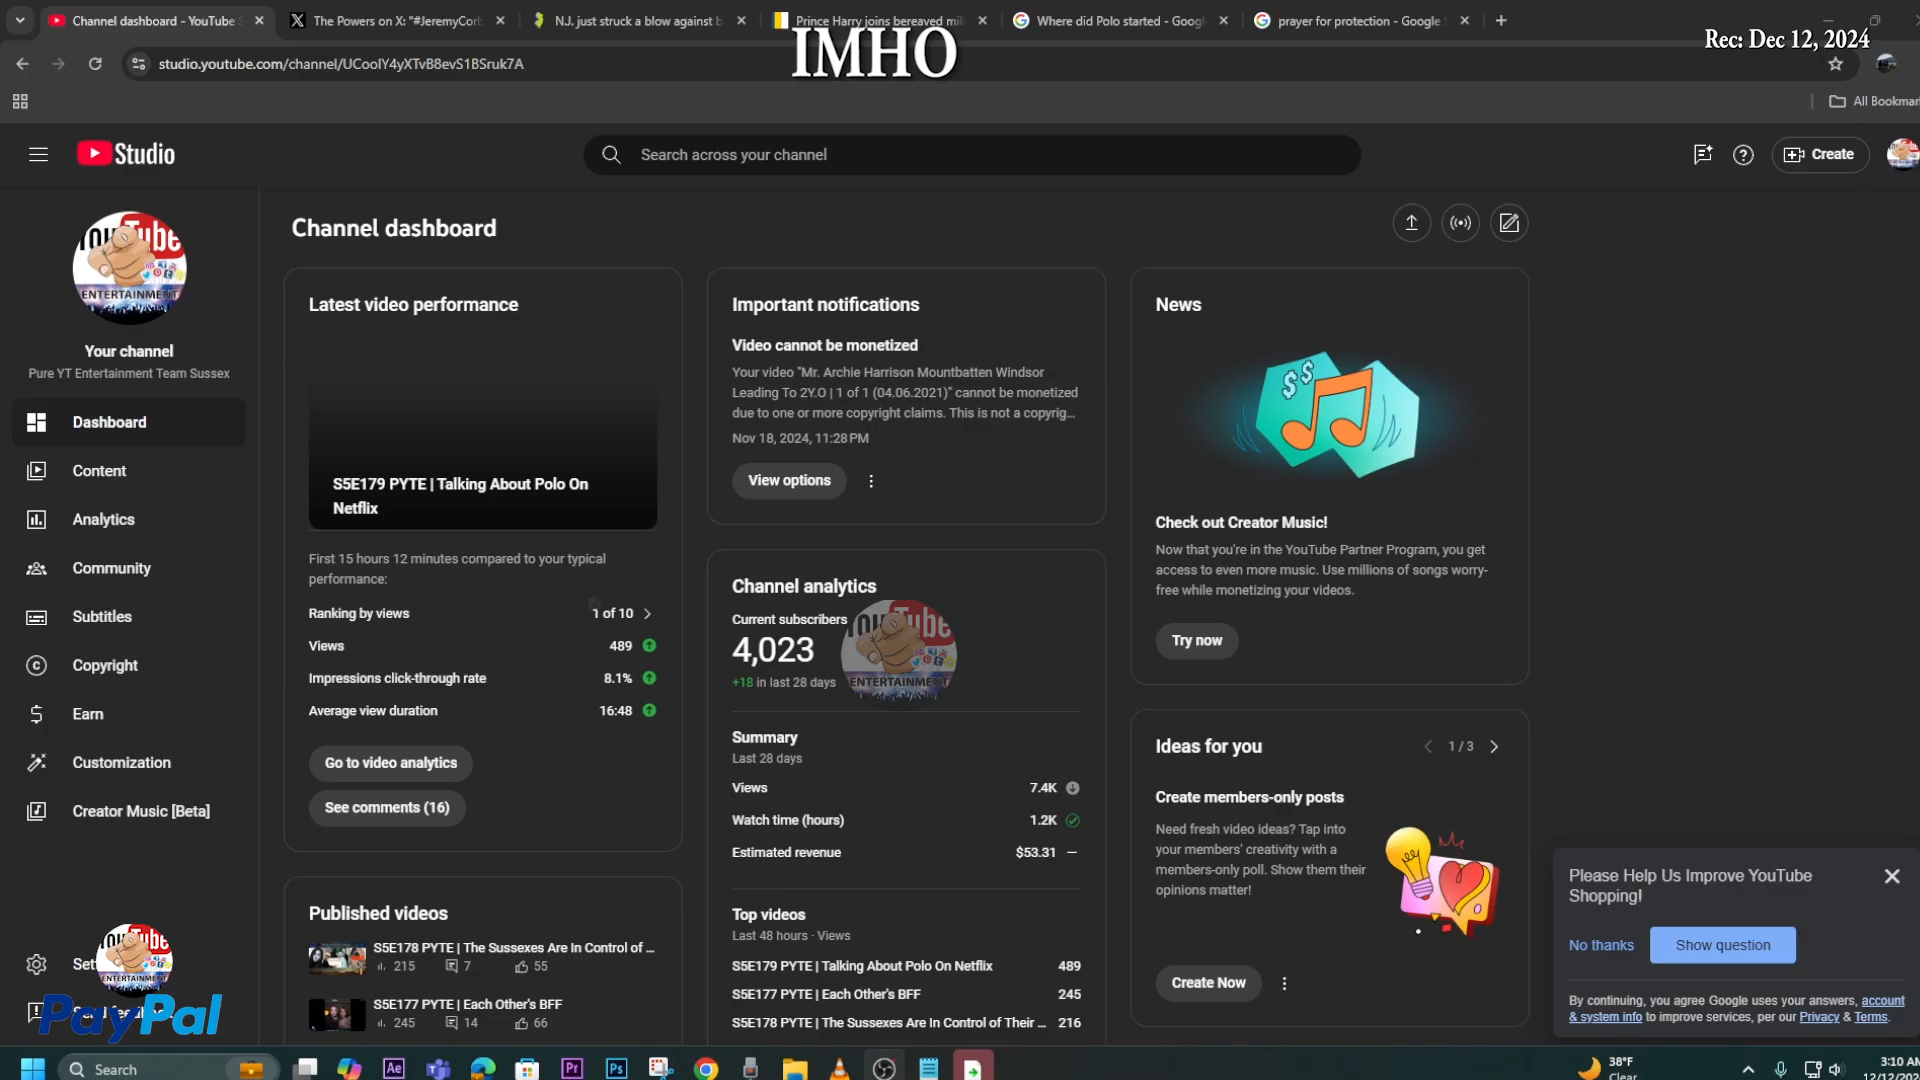 Channel dashboard - YouTube S
The Powers on X: "#JeremyCorb
N.J. just struck a blow against b
Prince Harry joins bereaved mil
Where did Polo started - Googl
prayer for protection - Google S
IMHO
Rec: Dec 12, 2024
studio.youtube.com/channel/UCoolY4yXTvB8evS1BSruk7A
All Bookmar
Studio
Search across your channel
Create
YouTube
ENTERTAINMENT
Your channel
Pure YT Entertainment Team Sussex
Dashboard
Content
Analytics
Community
Subtitles
Copyright
Earn
Customization
Creator Music [Beta]
Set
ENTERTAINMENT
Send feedb
PayPal
Channel dashboard
Latest video performance
S5E179 PYTE | Talking About Polo On
Netflix
First 15 hours 12 minutes compared to your typical
performance:
Ranking by views 1 of 10
Views 489
Impressions click-through rate 8.1%
Average view duration 16:48
Go to video analytics
See comments (16)
Published videos
S5E178 PYTE | The Sussexes Are In Control of ...
215 7 55
S5E177 PYTE | Each Other's BFF
245 14 66
Important notifications
Video cannot be monetized
Your video "Mr. Archie Harrison Mountbatten Windsor
Leading To 2Y.O | 1 of 1 (04.06.2021)" cannot be monetized
due to one or more copyright claims. This is not a copyrig...
Nov 18, 2024, 11:28 PM
View options
Channel analytics
Current subscribers
4,023
+18 in last 28 days
YouTube
ENTERTAINMENT
Summary
Last 28 days
Views 7.4K
Watch time (hours) 1.2K
Estimated revenue $53.31 —
Top videos
Last 48 hours · Views
S5E179 PYTE | Talking About Polo On Netflix 489
S5E177 PYTE | Each Other's BFF 245
S5E178 PYTE | The Sussexes Are In Control of Their ... 216
News
$$
Check out Creator Music!
Now that you're in the YouTube Partner Program, you get
access to even more music. Use millions of songs worry-
free while monetizing your videos.
Try now
Ideas for you
1 / 3
Create members-only posts
Need fresh video ideas? Tap into
your members' creativity with a
members-only poll. Show them their
opinions matter!
Create Now
Please Help Us Improve YouTube
Shopping!
No thanks
Show question
By continuing, you agree Google uses your answers, account
& system info to improve services, per our Privacy & Terms.
Search
Ae
Pr
Ps
38°F
Clear
3:10 AM
12/12/202